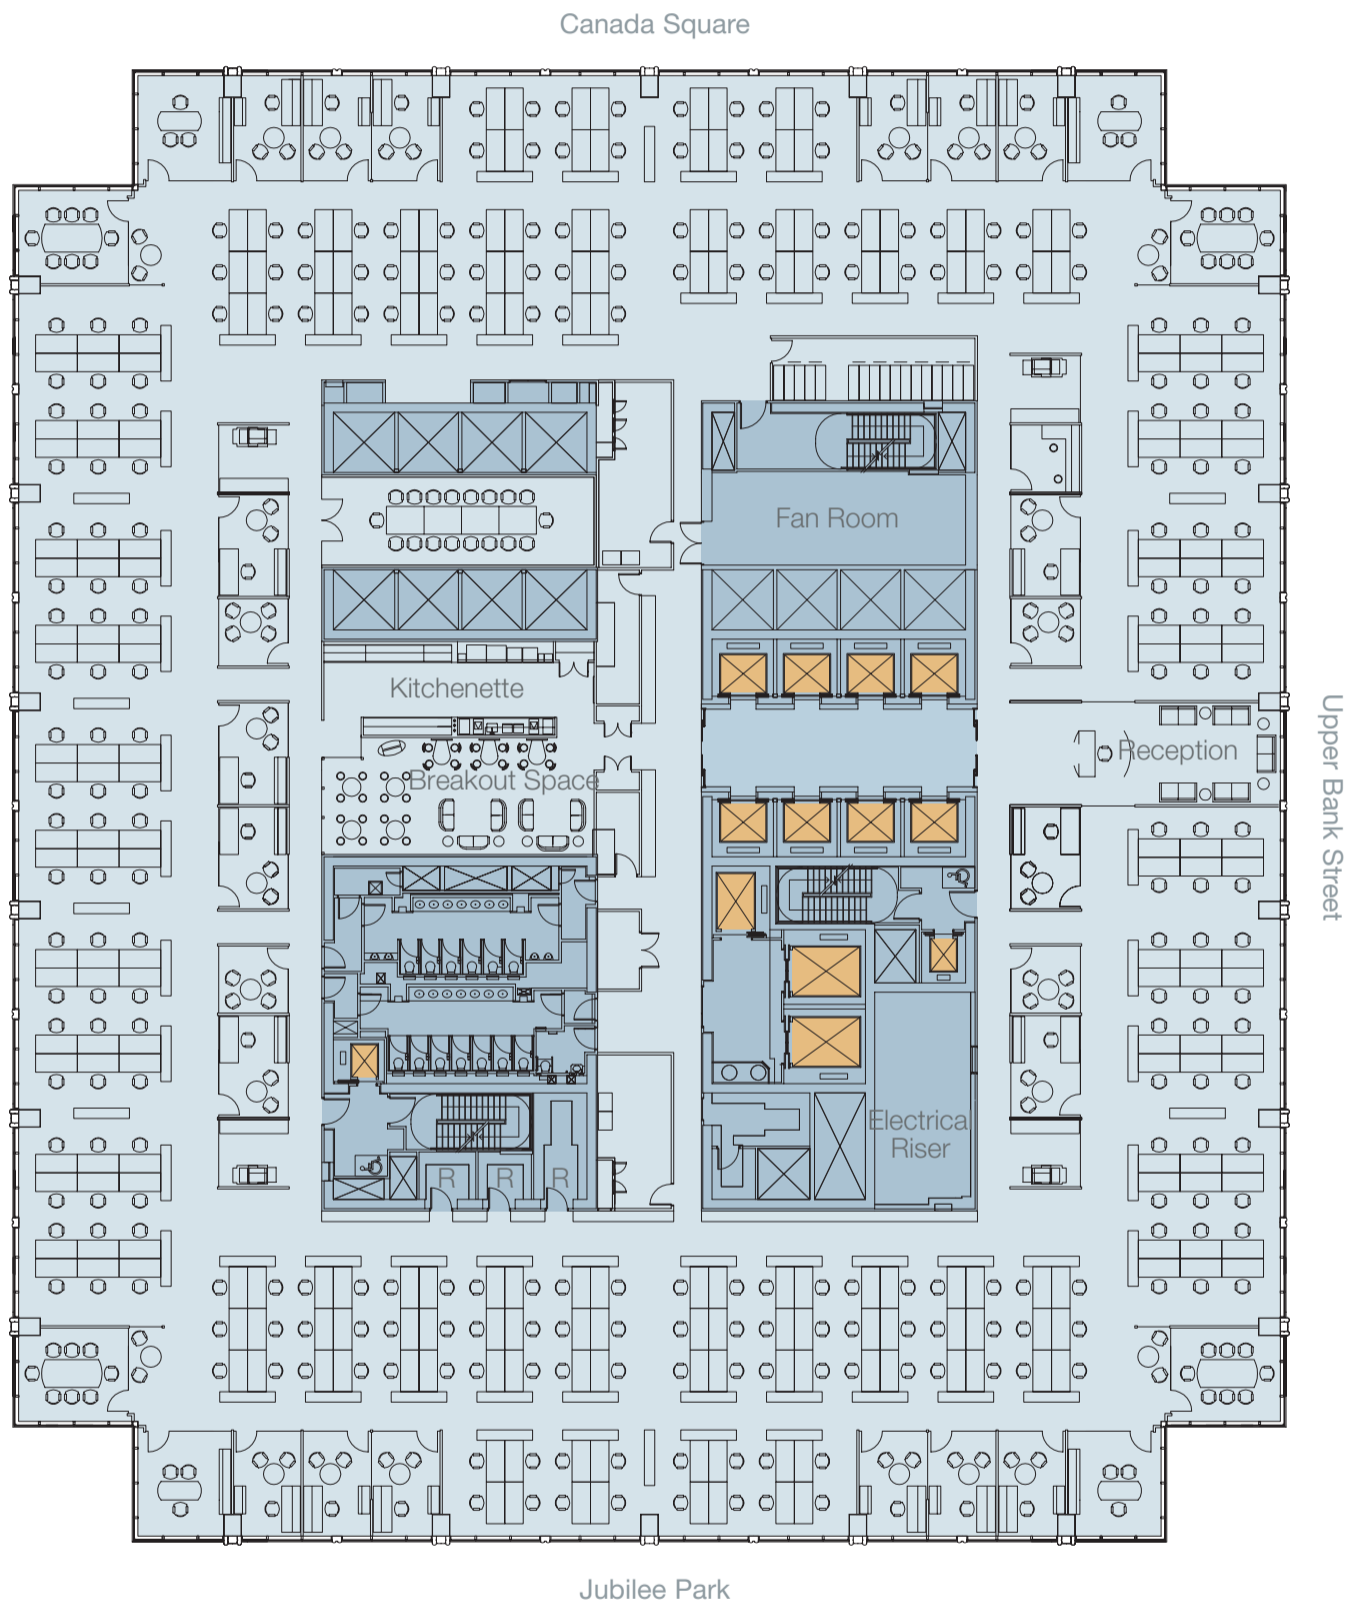 Canada Square
Fan Room
Kitchenette
Breakout Space
Reception
Upper Bank Street
Electrical
Riser
R
R
R
Jubilee Park